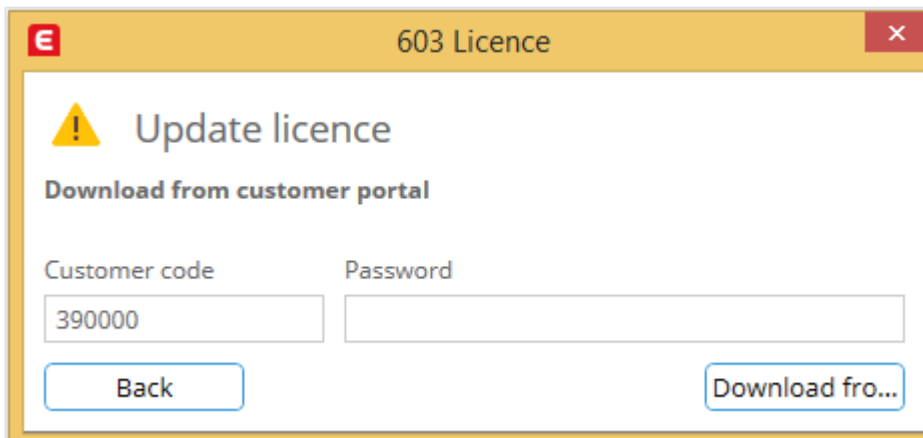 603 Licence
Update licence
Download from customer portal
Customer code Password
390000
Back Download fro...